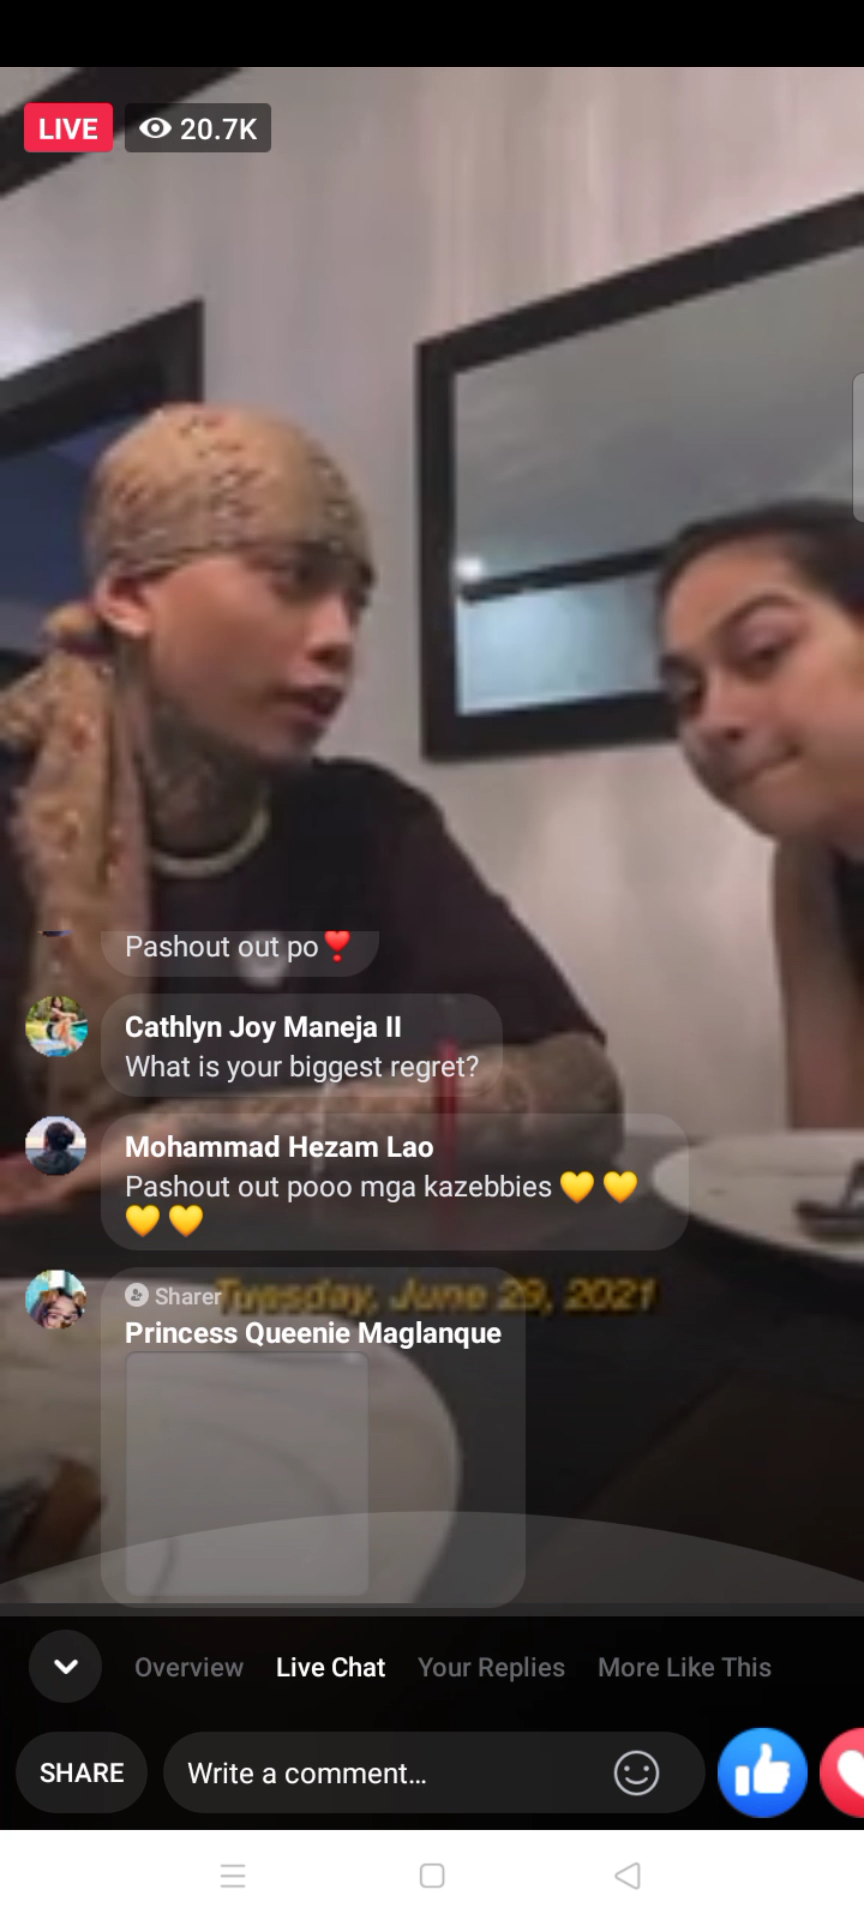 LIVE 20.7K
Pashout out po
Cathlyn Joy Maneja II
What is your biggest regret?
Mohammad Hezam Lao
Pashout out pooo mga kazebbies 💛 💛
💛 💛
Sharer
Tuesday, June 29, 2021
Princess Queenie Maglanque
Overview Live Chat Your Replies More Like This
SHARE Write a comment...